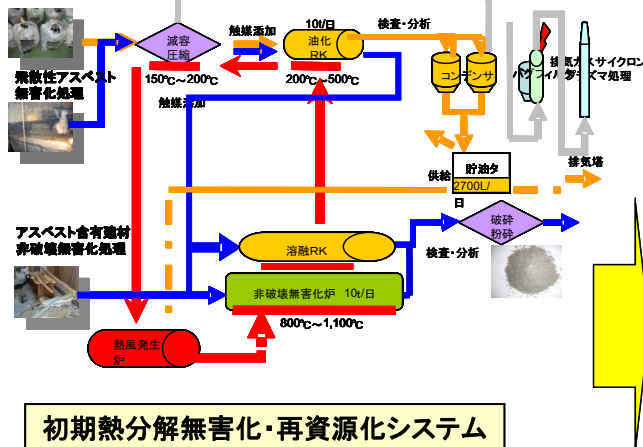 10t/日
検査・分析
触媒添加
減容
圧縮
油化
RK
飛散性アスベスト
無害化処理
150℃~200℃
200℃~500℃
触媒添加
コンデンサ
排気ガスサイクロン
プラズマ処理
貯油タ
供給
2700L/
日
排気塔
アスベスト含有建材
非破壊無害化処理
破砕
粉砕
溶融RK
検査・分析
非破壊無害化炉 10t/日
800℃~1,100℃
熱風発生
炉
初期熱分解無害化・再資源化システム